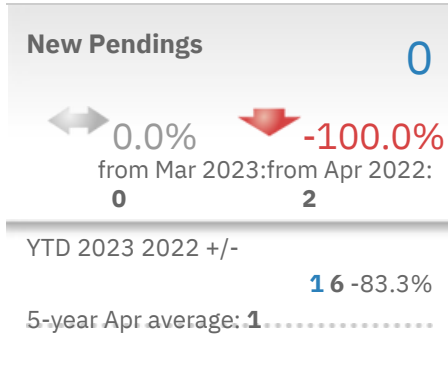 New Pendings 0
0.0% -100.0%
from Mar 2023: from Apr 2022:
0 2
YTD 2023 2022 +/-
1 6 -83.3%
5-year Apr average: 1